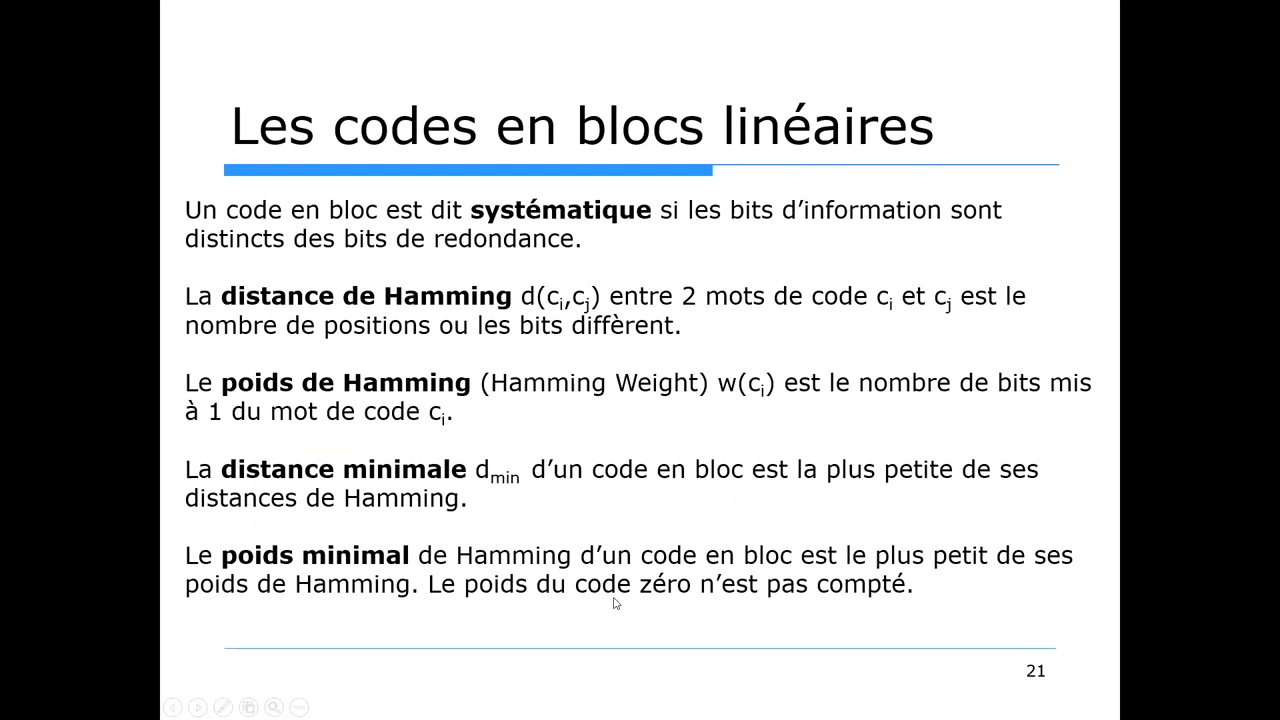 Les codes en blocs linéaires
Un code en bloc est dit systématique si les bits d’information sont
distincts des bits de redondance.
La distance de Hamming d(ci,cj) entre 2 mots de code ci et cj est le
nombre de positions ou les bits diffèrent.
Le poids de Hamming (Hamming Weight) w(ci) est le nombre de bits mis
à 1 du mot de code ci.
La distance minimale dmin d’un code en bloc est la plus petite de ses
distances de Hamming.
Le poids minimal de Hamming d’un code en bloc est le plus petit de ses
poids de Hamming. Le poids du code zéro n’est pas compté.
21